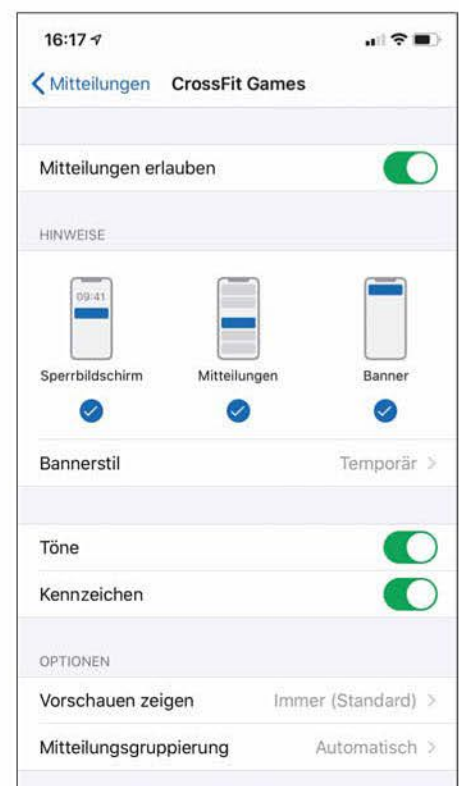 16:17
Mitteilungen CrossFit Games
Mitteilungen erlauben
HINWEISE
09:41
Sperrbildschirm Mitteilungen Banner
Bannerstil Temporär
Töne
Kennzeichen
OPTIONEN
Vorschauen zeigen Immer (Standard)
Mitteilungsgruppierung Automatisch